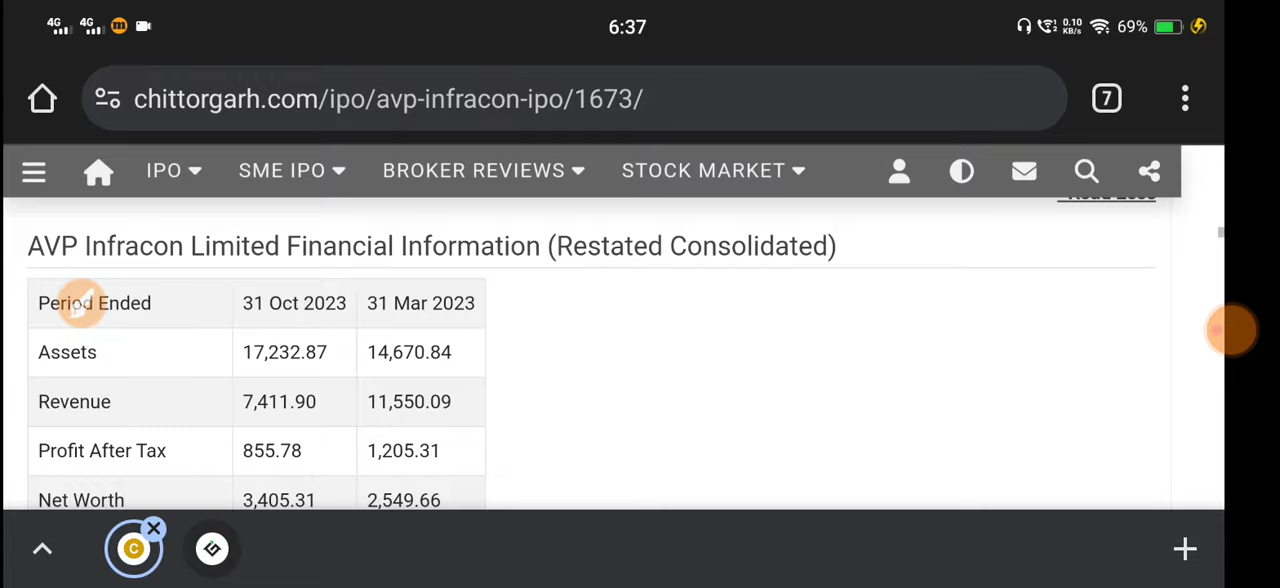 4G 4G m 6:37 2 0.10 KB/s 69%
chittorgarh.com/ipo/avp-infracon-ipo/1673/ 7
IPO SME IPO BROKER REVIEWS STOCK MARKET
Read Less
AVP Infracon Limited Financial Information (Restated Consolidated)
Period Ended 31 Oct 2023 31 Mar 2023
Assets 17,232.87 14,670.84
Revenue 7,411.90 11,550.09
Profit After Tax 855.78 1,205.31
Net Worth 3,405.31 2,549.66
C